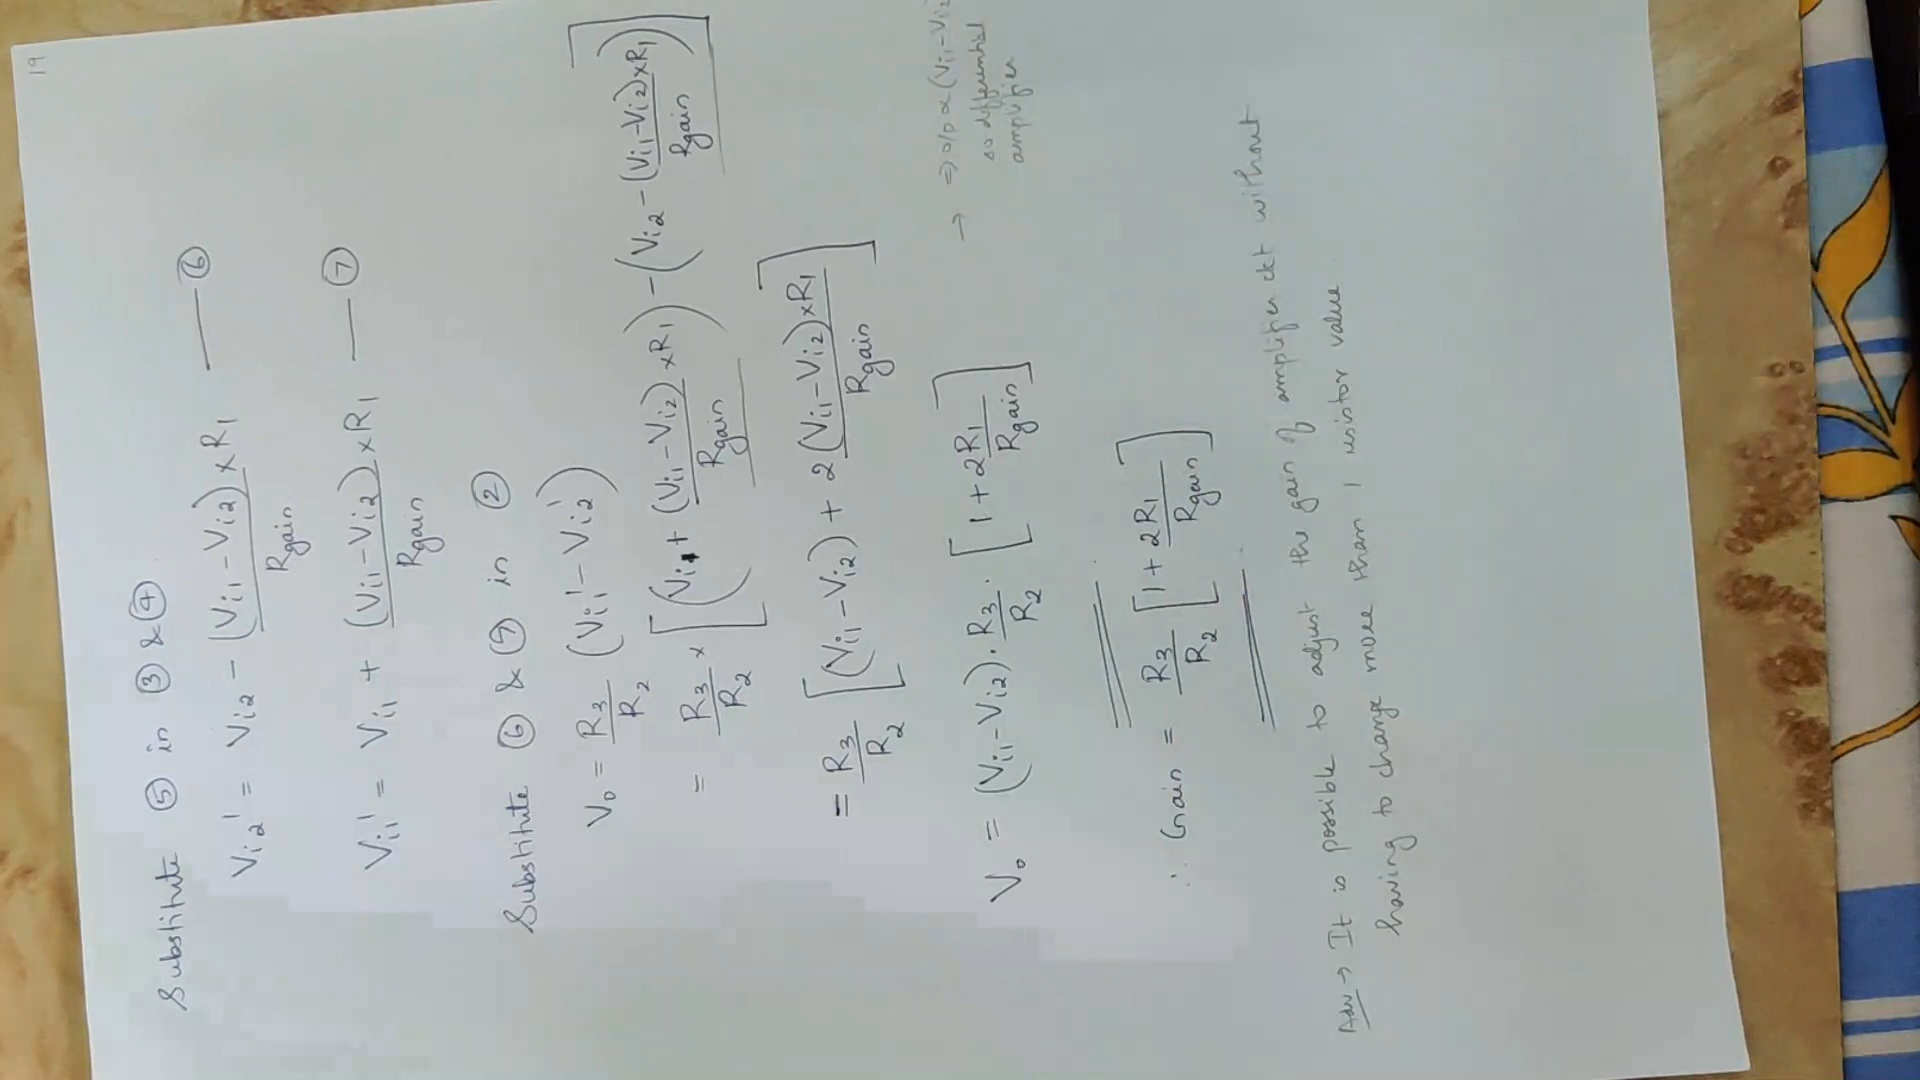 19
Substitute ⑤ in ③ & ④.
Vi2' = Vi2 - (Vi1 - Vi2)/Rgain × R1 — ⑥
Vi1' = Vi1 + (Vi1 - Vi2)/Rgain × R1 — ⑦
Substitute ⑥ & ⑦ in ②
Vo = R3/R2 (Vi1' - Vi2')
= R3/R2 × [(Vi1 + (Vi1 - Vi2)/Rgain × R1) - (Vi2 - (Vi1 - Vi2)/Rgain × R1)]
= R3/R2 [(Vi1 - Vi2) + 2 (Vi1 - Vi2) × R1/Rgain]
Vo = (Vi1 - Vi2) . R3/R2 . [1 + 2R1/Rgain]
→ ⇒ o/p ∝ (Vi1 - Vi2
so differential
amplifier
∴ Gain = R3/R2 [1 + 2R1/Rgain]
Adv → It is possible to adjust the gain of amplifier ckt without
having to change more than 1 resistor value